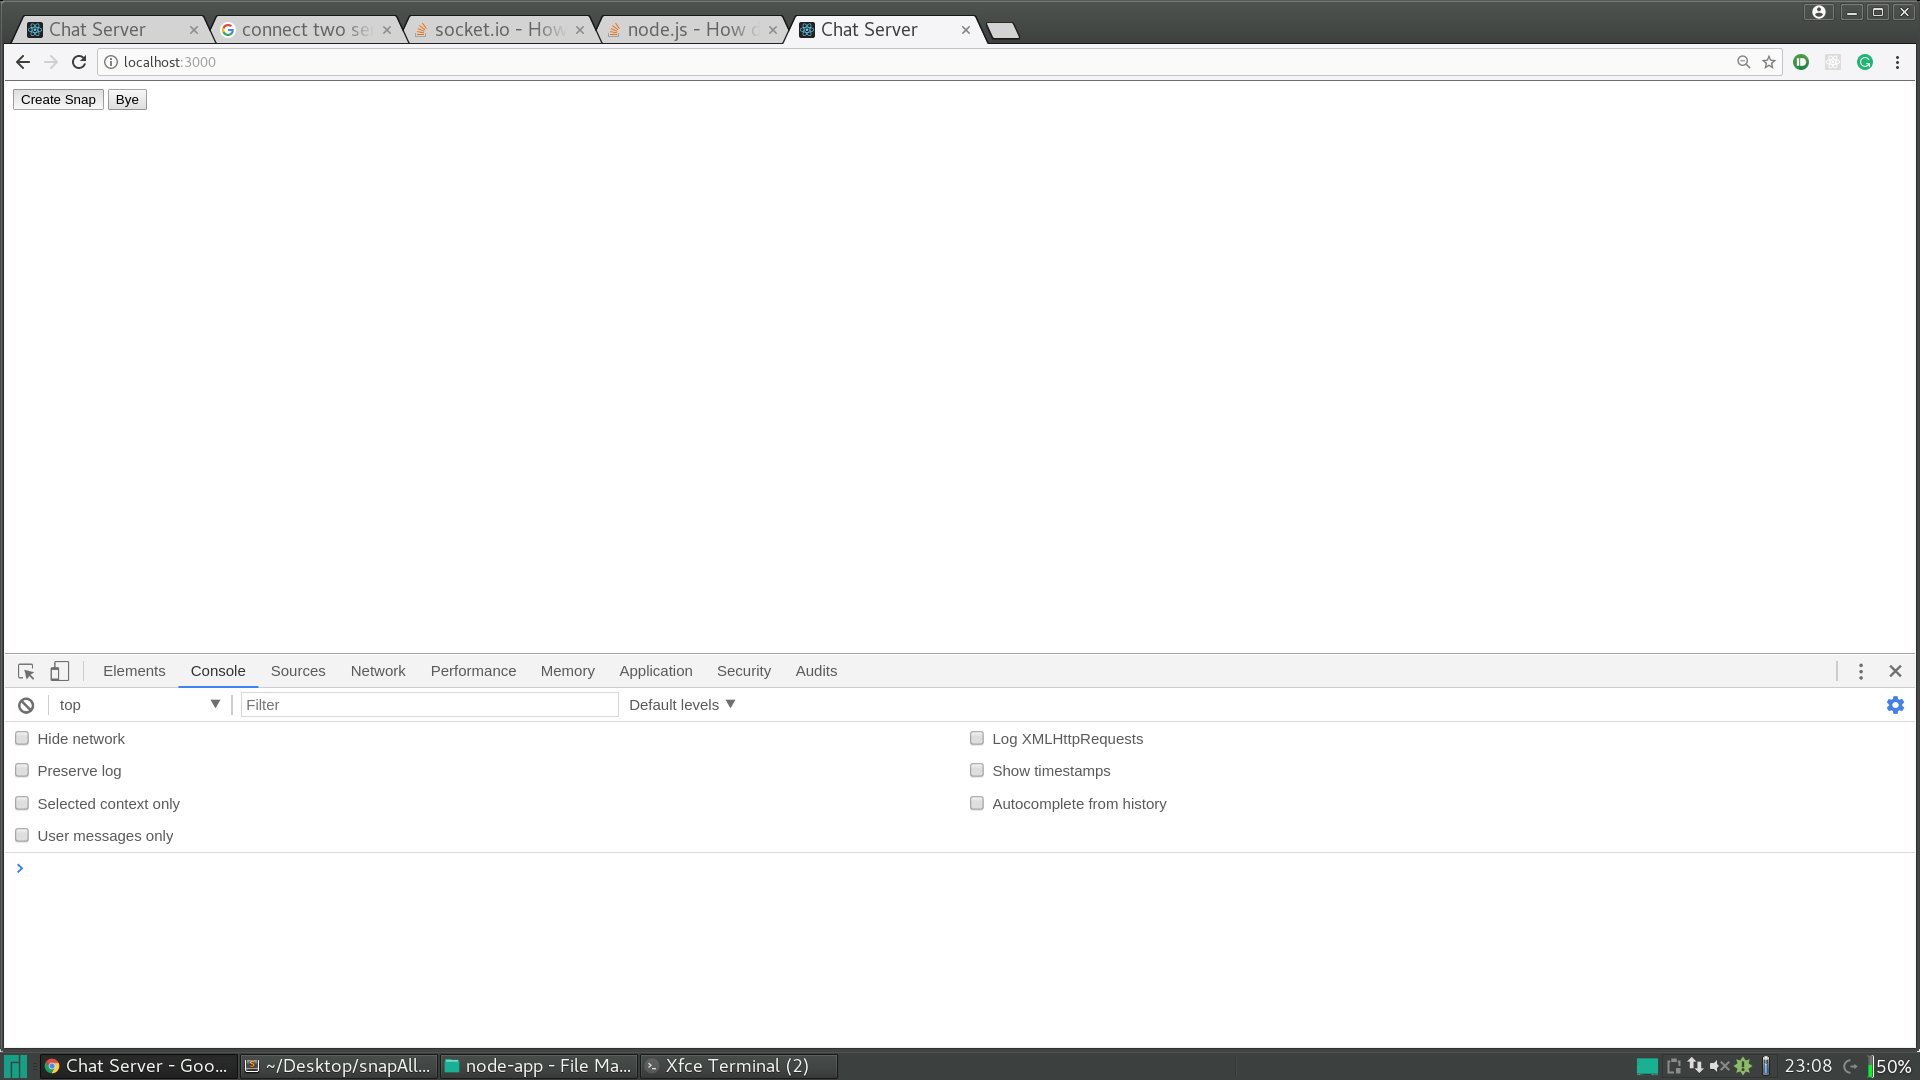 Chat Server
connect two se
socket.io - How
node.js - How d
Chat Server
localhost:3000
Create Snap Bye
Elements Console Sources Network Performance Memory Application Security Audits
top Filter Default levels
Hide network
Log XMLHttpRequests
Preserve log
Show timestamps
Selected context only
Autocomplete from history
User messages only
Chat Server - Goo...
~/Desktop/snapAll...
node-app - File Ma...
Xfce Terminal (2)
23:08
50%